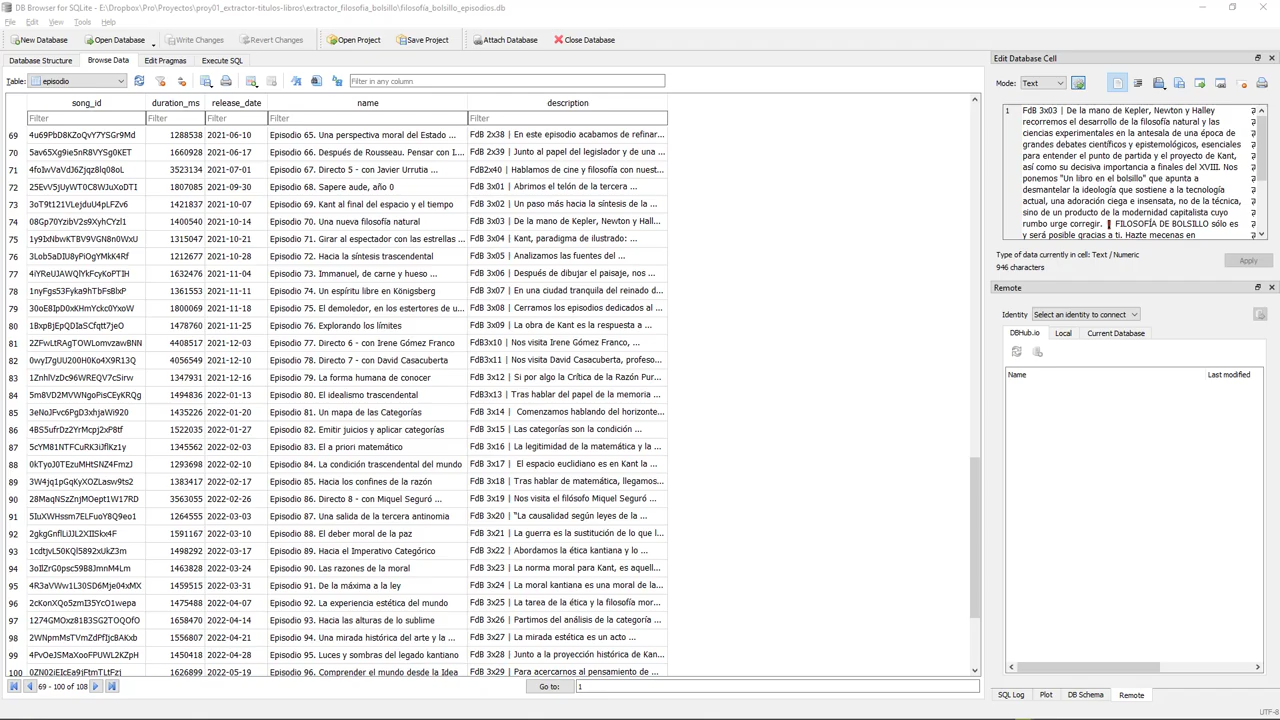 DB Browser for SQLite - E:\Dropbox\Pro\Proyectos\proy01_extractor-titulos-libros\extractor_filosofia_bolsillo\filosofía_bolsillo_episodios.db
File Edit View Tools Help
New Database Open Database Write Changes Revert Changes Open Project Save Project Attach Database Close Database
Database Structure Browse Data Edit Pragmas Execute SQL
Table: episodio Filter in any column
song_id duration_ms release_date name description
Filter Filter Filter Filter Filter
69 4u69PbD8KZoQvY7YSGr9Md 1288538 2021-06-10 Episodio 65. Una perspectiva moral del Estado ... FdB 2x38 | En este episodio acabamos de refinar...
70 5av65Xg9ie5nR8VYSg0KET 1660928 2021-06-17 Episodio 66. Después de Rousseau. Pensar con I... FdB 2x39 | Junto al papel del legislador y de una ...
71 4foIwVaVdJ6Zjqz8lq08oL 3523134 2021-07-01 Episodio 67. Directo 5 - con Javier Urrutia ... FdB2x40 | Hablamos de cine y filosofía con nuest...
72 25EvV5jUyWT0C8WJuXoDTI 1807085 2021-09-30 Episodio 68. Sapere aude, año 0 FdB 3x01 | Abrimos el telón de la tercera ...
73 3oT9t121VLejduU4pLFZv6 1421837 2021-10-07 Episodio 69. Kant al final del espacio y el tiempo FdB 3x02 | Un paso más hacia la síntesis de la ...
74 08Gp70YzibV2s9XyhCYzl1 1400540 2021-10-14 Episodio 70. Una nueva filosofía natural FdB 3x03 | De la mano de Kepler, Newton y Hall...
75 1y9IxNbwKTBV9VGN8n0WxU 1315047 2021-10-21 Episodio 71. Girar al espectador con las estrellas ... FdB 3x04 | Kant, paradigma de ilustrado: ...
76 3Lob5aDIU8yPiOgYMkK4Rf 1212677 2021-10-28 Episodio 72. Hacia la síntesis trascendental FdB 3x05 | Analizamos las fuentes del ...
77 4iYReUJAWQlYkFcyKoPTIH 1632476 2021-11-04 Episodio 73. Immanuel, de carne y hueso ... FdB 3x06 | Después de dibujar el paisaje, nos ...
78 1nyFgs53Fyka9hTbFsBlxP 1361553 2021-11-11 Episodio 74. Un espíritu libre en Königsberg FdB 3x07 | En una ciudad tranquila del reinado d...
79 30oE8IpD0xKHmYckc0YxoW 1800069 2021-11-18 Episodio 75. El demoledor, en los estertores de u... FdB 3x08 | Cerramos los episodios dedicados al ...
80 1BxpBjEpQDIaSCfqtt7jeO 1478760 2021-11-25 Episodio 76. Explorando los límites FdB 3x09 | La obra de Kant es la respuesta a ...
81 2ZFwLtRAgTOWLomvzawBNN 4408517 2021-12-03 Episodio 77. Directo 6 - con Irene Gómez Franco FdB3x10 | Nos visita Irene Gómez Franco, ...
82 0wyI7gUU200H0Ko4X9R13Q 4056549 2021-12-09 Episodio 78. Directo 7 - con David Casacuberta FdB3x11 | Nos visita David Casacuberta, profeso...
83 1ZnhlVzDc96WREQV7cSirw 1347931 2021-12-16 Episodio 79. La forma humana de conocer FdB 3x12 | Si por algo la Crítica de la Razón Pur...
84 5m8VD2MVWNgoPisCEyKRQg 1494836 2022-01-13 Episodio 80. El idealismo trascendental FdB3x13 | Tras hablar del papel de la memoria ...
85 3eNoJFvc6PgD3xhjaWi920 1435226 2022-01-20 Episodio 81. Un mapa de las Categorías FdB 3x14 | Comenzamos hablando del horizonte...
86 4BS5ufrDz2YrMcpj2xP8tf 1522035 2022-01-27 Episodio 82. Emitir juicios y aplicar categorías FdB 3x15 | Las categorías son la condición ...
87 5cYM81NTFCuRK3iJflKz1y 1345562 2022-02-03 Episodio 83. El a priori matemático FdB 3x16 | La legitimidad de la matemática y la ...
88 0kTyoJ0TEzuMHtSNZ4FmzJ 1293698 2022-02-10 Episodio 84. La condición trascendental del mundo FdB 3x17 | El espacio euclidiano es en Kant la ...
89 3W4jq1pGqKyXOZLasw9ts2 1383417 2022-02-17 Episodio 85. Hacia los confines de la razón FdB 3x18 | Tras hablar de matemática, llegamos...
90 28MaqNSzZnjMOept1W17RD 3563055 2022-02-26 Episodio 86. Directo 8 - con Miquel Seguró ... FdB 3x19 | Nos visita el filósofo Miquel Seguró ...
91 5IuXWHssm7ELFuoY8Q9eo1 1264555 2022-03-03 Episodio 87. Una salida de la tercera antinomia FdB 3x20 | "La causalidad según leyes de la ...
92 2gkgGnflLiJJL2XIISkx4F 1591167 2022-03-10 Episodio 88. El deber moral de la paz FdB 3x21 | La guerra es la sustitución de lo que l...
93 1cdtjvL50KQl5892xUkZ3m 1498292 2022-03-17 Episodio 89. Hacia el Imperativo Categórico FdB 3x22 | Abordamos la ética kantiana y lo ...
94 3oIlZrG0psc59B8JmnM4Lm 1463828 2022-03-24 Episodio 90. Las razones de la moral FdB 3x23 | La norma moral para Kant, es aquell...
95 4R3aVWw1L30SD6Mje04xMX 1459515 2022-03-31 Episodio 91. De la máxima a la ley FdB 3x24 | La moral kantiana es una moral de la...
96 2cKonXQo5zmI35YcO1wepa 1475488 2022-04-07 Episodio 92. La experiencia estética del mundo FdB 3x25 | La tarea de la ética y la filosofía mor...
97 1274GMOxz81B3SG2TOQOfO 1658470 2022-04-14 Episodio 93. Hacia las alturas de lo sublime FdB 3x26 | Partimos del análisis de la categoría ...
98 2WNpmMsTVmZdPfIjcBAKxb 1556807 2022-04-21 Episodio 94. Una mirada histórica del arte y la ... FdB 3x27 | La mirada estética es un acto ...
99 4FvOeJSMaXooFPUWL2KZpH 1450418 2022-04-28 Episodio 95. Luces y sombras del legado kantiano FdB 3x28 | Junto a la proyección histórica de Kan...
100 0ZN02iEIcEa9jFtmTLtFzj 1626899 2022-05-19 Episodio 96. Comprender el mundo desde la Idea FdB 3x29 | Para acercarnos al pensamiento de ...
69 - 100 of 108 Go to: 1
Edit Database Cell
Mode: Text
1 FdB 3x03 | De la mano de Kepler, Newton y Halley
recorremos el desarrollo de la filosofía natural y las
ciencias experimentales en la antesala de una época de
grandes debates científicos y epistemológicos, esenciales
para entender el punto de partida y el proyecto de Kant,
así como su decisiva importancia a finales del XVIII. Nos
ponemos "Un libro en el bolsillo" que apunta a
desmantelar la ideología que sostiene a la tecnología
actual, una adoración ciega e insensata, no de la técnica,
sino de un producto de la modernidad capitalista cuyo
rumbo urge corregir. FILOSOFÍA DE BOLSILLO sólo es
y será posible gracias a ti. Hazte mecenas en
Type of data currently in cell: Text / Numeric
946 characters
Apply
Remote
Identity Select an identity to connect
DBHub.io Local Current Database
Name Last modified
SQL Log Plot DB Schema Remote
UTF-8